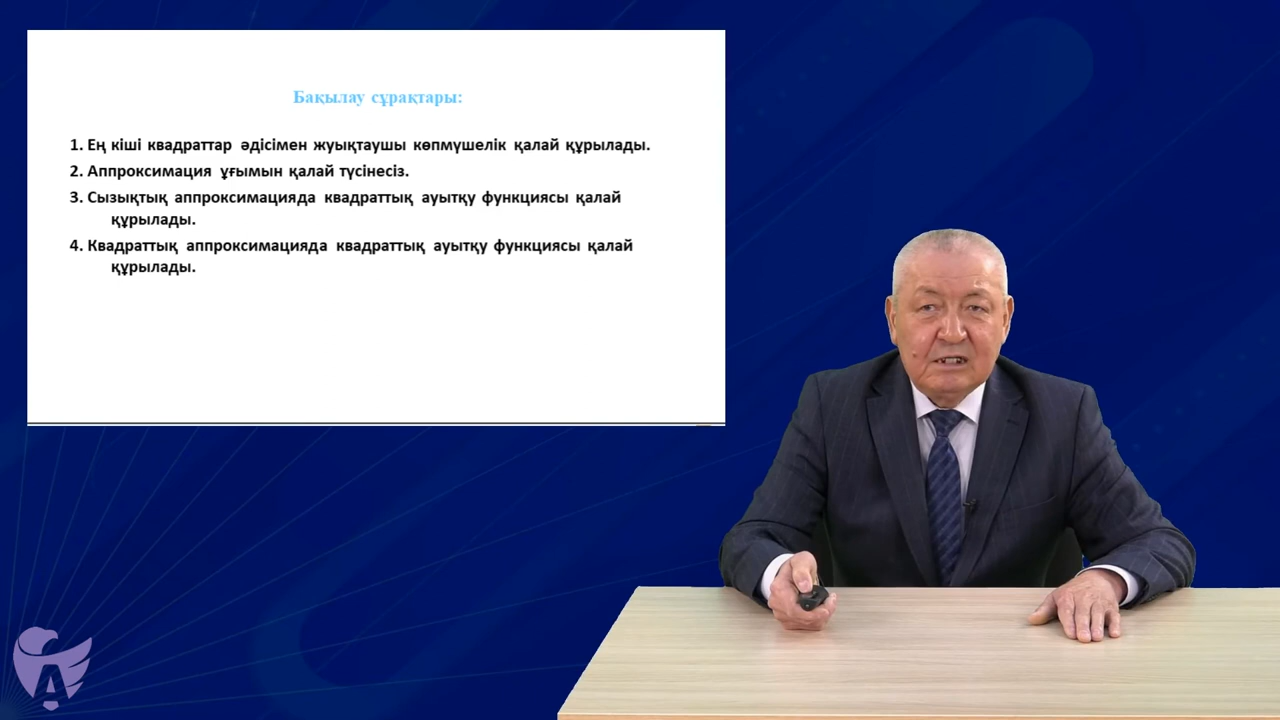 Бақылау сұрақтары:
1. Ең кіші квадраттар әдісімен жуықтаушы көпмүшелік қалай құрылады.
2. Аппроксимация ұғымын қалай түсінесіз.
3. Сызықтық аппроксимацияда квадраттық ауытқу функциясы қалай
құрылады.
4. Квадраттық аппроксимацияда квадраттық ауытқу функциясы қалай
құрылады.